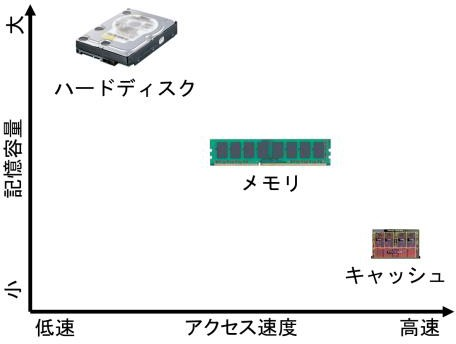 大
ハードディスク
記憶容量
メモリ
キャッシュ
小
低速
アクセス速度
高速